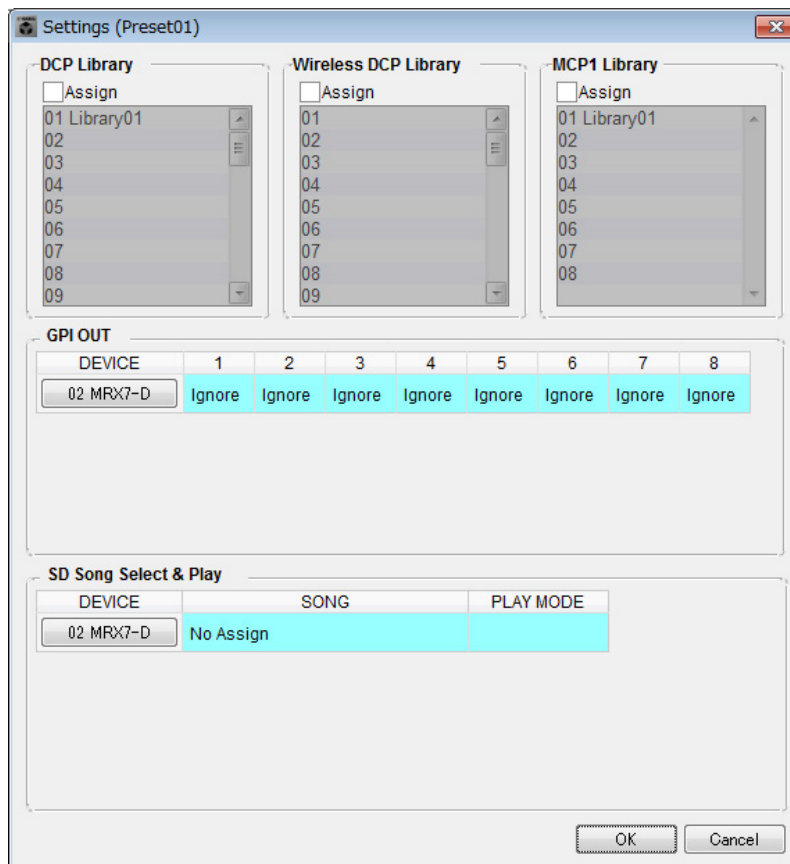 Settings (Preset01)
DCP Library
Assign
01 Library01
02
03
04
05
06
07
08
09
Wireless DCP Library
Assign
01
02
03
04
05
06
07
08
09
MCP1 Library
Assign
01 Library01
02
03
04
05
06
07
08
GPI OUT
DEVICE 1 2 3 4 5 6 7 8
02 MRX7-D Ignore Ignore Ignore Ignore Ignore Ignore Ignore Ignore
SD Song Select & Play
DEVICE SONG PLAY MODE
02 MRX7-D No Assign
OK Cancel